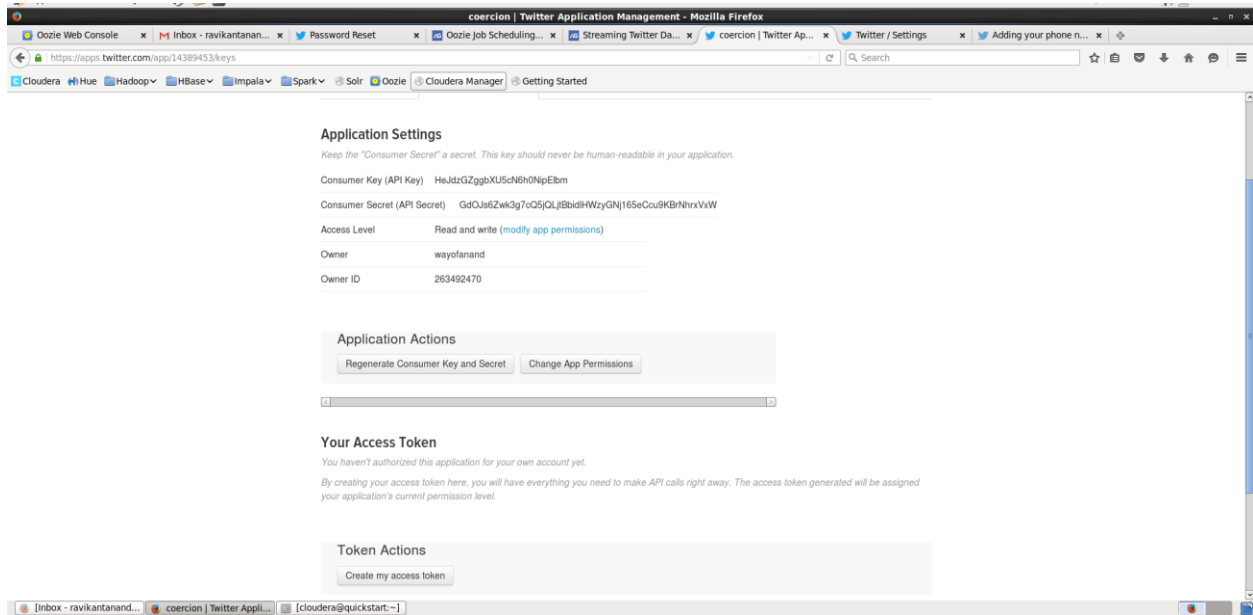 coercion | Twitter Application Management - Mozilla Firefox
Oozie Web Console
Inbox - ravikantanan...
Password Reset
Oozie Job Scheduling...
Streaming Twitter Da...
coercion | Twitter Ap...
Twitter / Settings
Adding your phone n...
https://apps.twitter.com/app/14389453/keys
Search
Cloudera Hue Hadoop HBase Impala Spark Solr Oozie Cloudera Manager Getting Started
Application Settings
Keep the "Consumer Secret" a secret. This key should never be human-readable in your application.
Consumer Key (API Key) HeJdzGZggbXU5cN6h0NipElbm
Consumer Secret (API Secret) GdOJs6Zwk3g7cQ5jQLjtBbidlHWzyGNj165eCcu9KBrNhrxVxW
Access Level Read and write (modify app permissions)
Owner wayofanand
Owner ID 263492470
Application Actions
Regenerate Consumer Key and Secret Change App Permissions
Your Access Token
You haven't authorized this application for your own account yet.
By creating your access token here, you will have everything you need to make API calls right away. The access token generated will be assigned
your application's current permission level.
Token Actions
Create my access token
[Inbox - ravikantanand... coercion | Twitter Appli... [cloudera@quickstart:~]